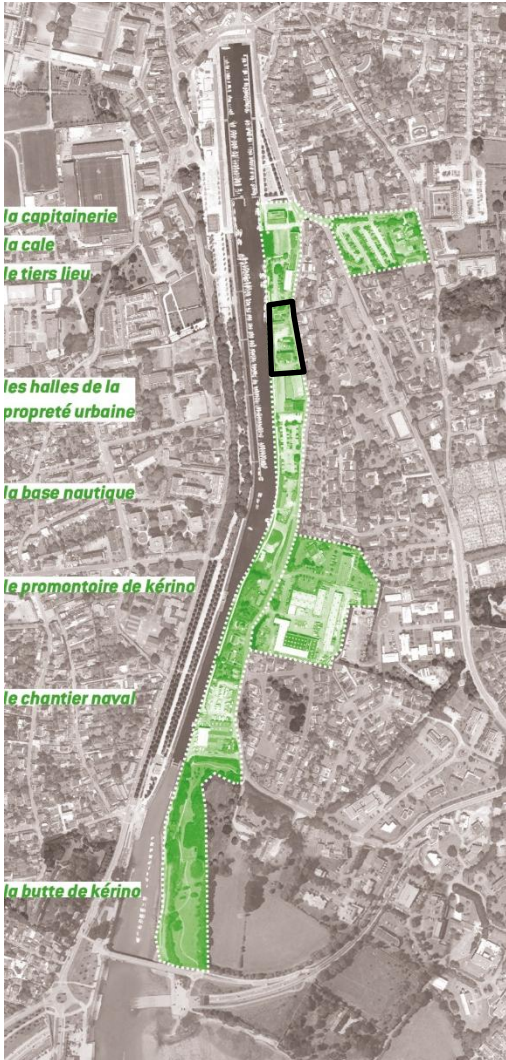 la capitainerie
la cale
le tiers lieu
les halles de la
propreté urbaine
la base nautique
le promontoire de kérino
le chantier naval
la butte de kérino